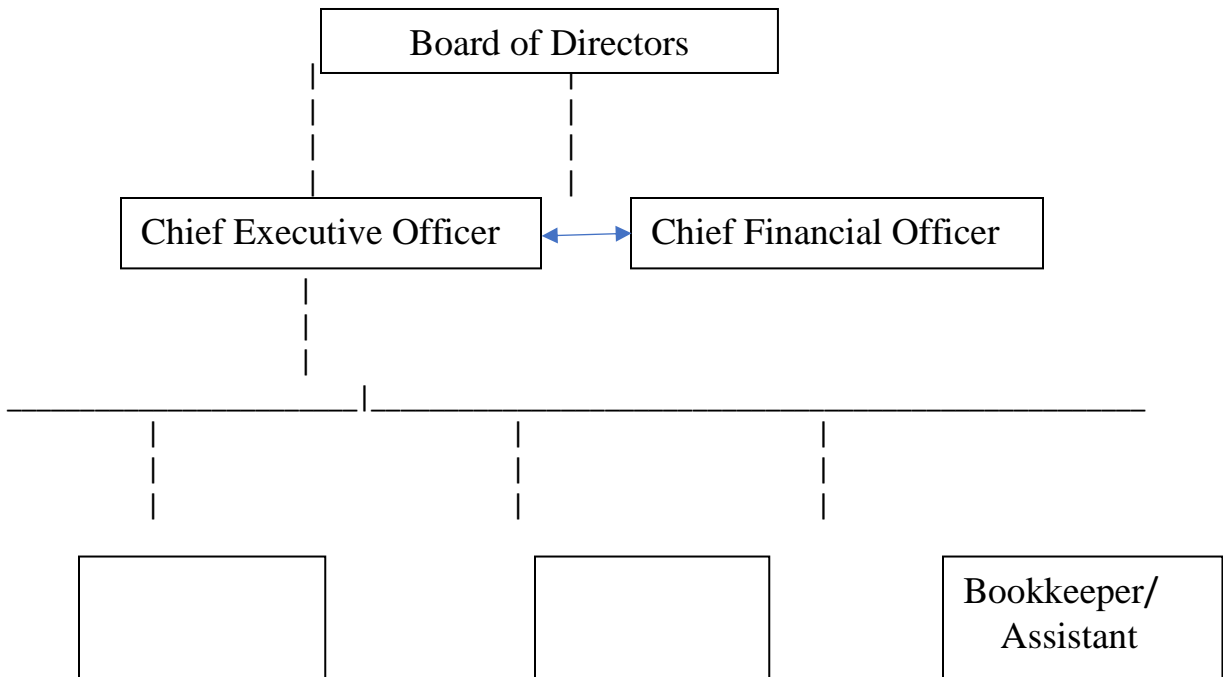 Board of Directors
Chief Executive Officer
Chief Financial Officer
Bookkeeper/
Assistant